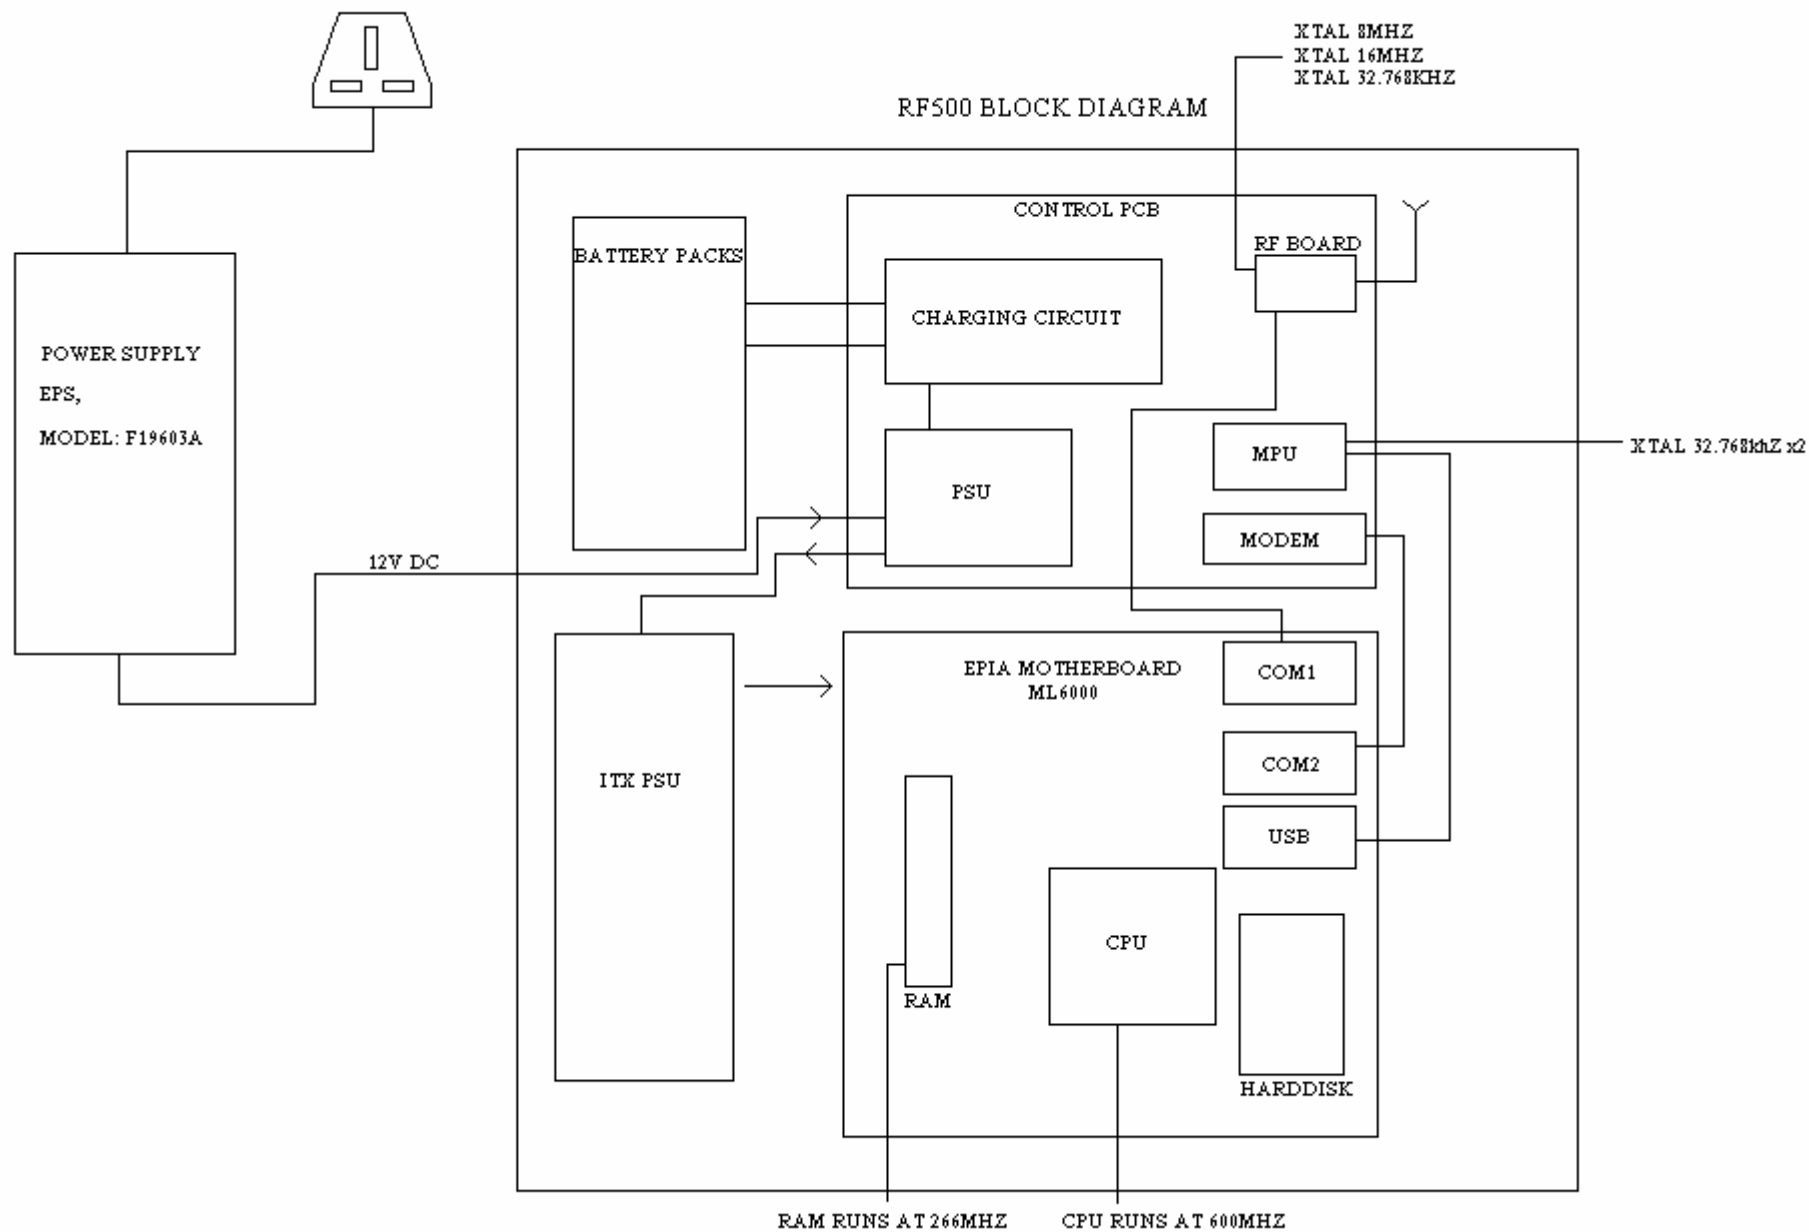 XTAL 8MHZ
XTAL 16MHZ
XTAL 32.768KHZ
RF500 BLOCK DIAGRAM
CONTROL PCB
RF BOARD
BATTERY PACKS
CHARGING CIRCUIT
POWER SUPPLY
EPS,
MODEL: F19603A
MPU
XTAL 32.768khZ x2
PSU
MODEM
12V DC
EPIA MOTHERBOARD
ML6000
COM1
COM2
ITX PSU
USB
CPU
RAM
HARDDISK
RAM RUNS AT 266MHZ
CPU RUNS AT 600MHZ